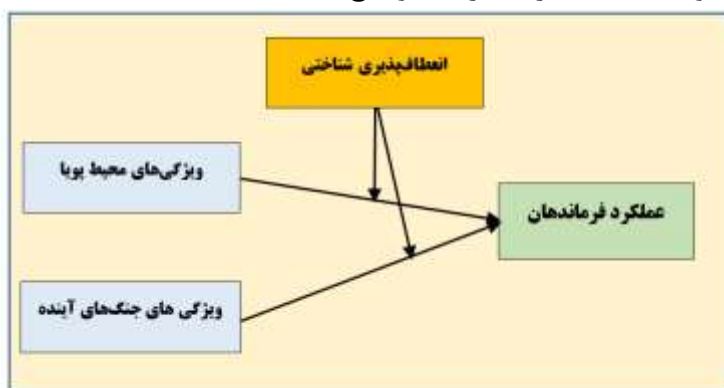 انعطاف‌پذیری شناختی
ویژگی‌های محیط پویا
عملکرد فرماندهان
ویژگی های جنگ‌های آینده